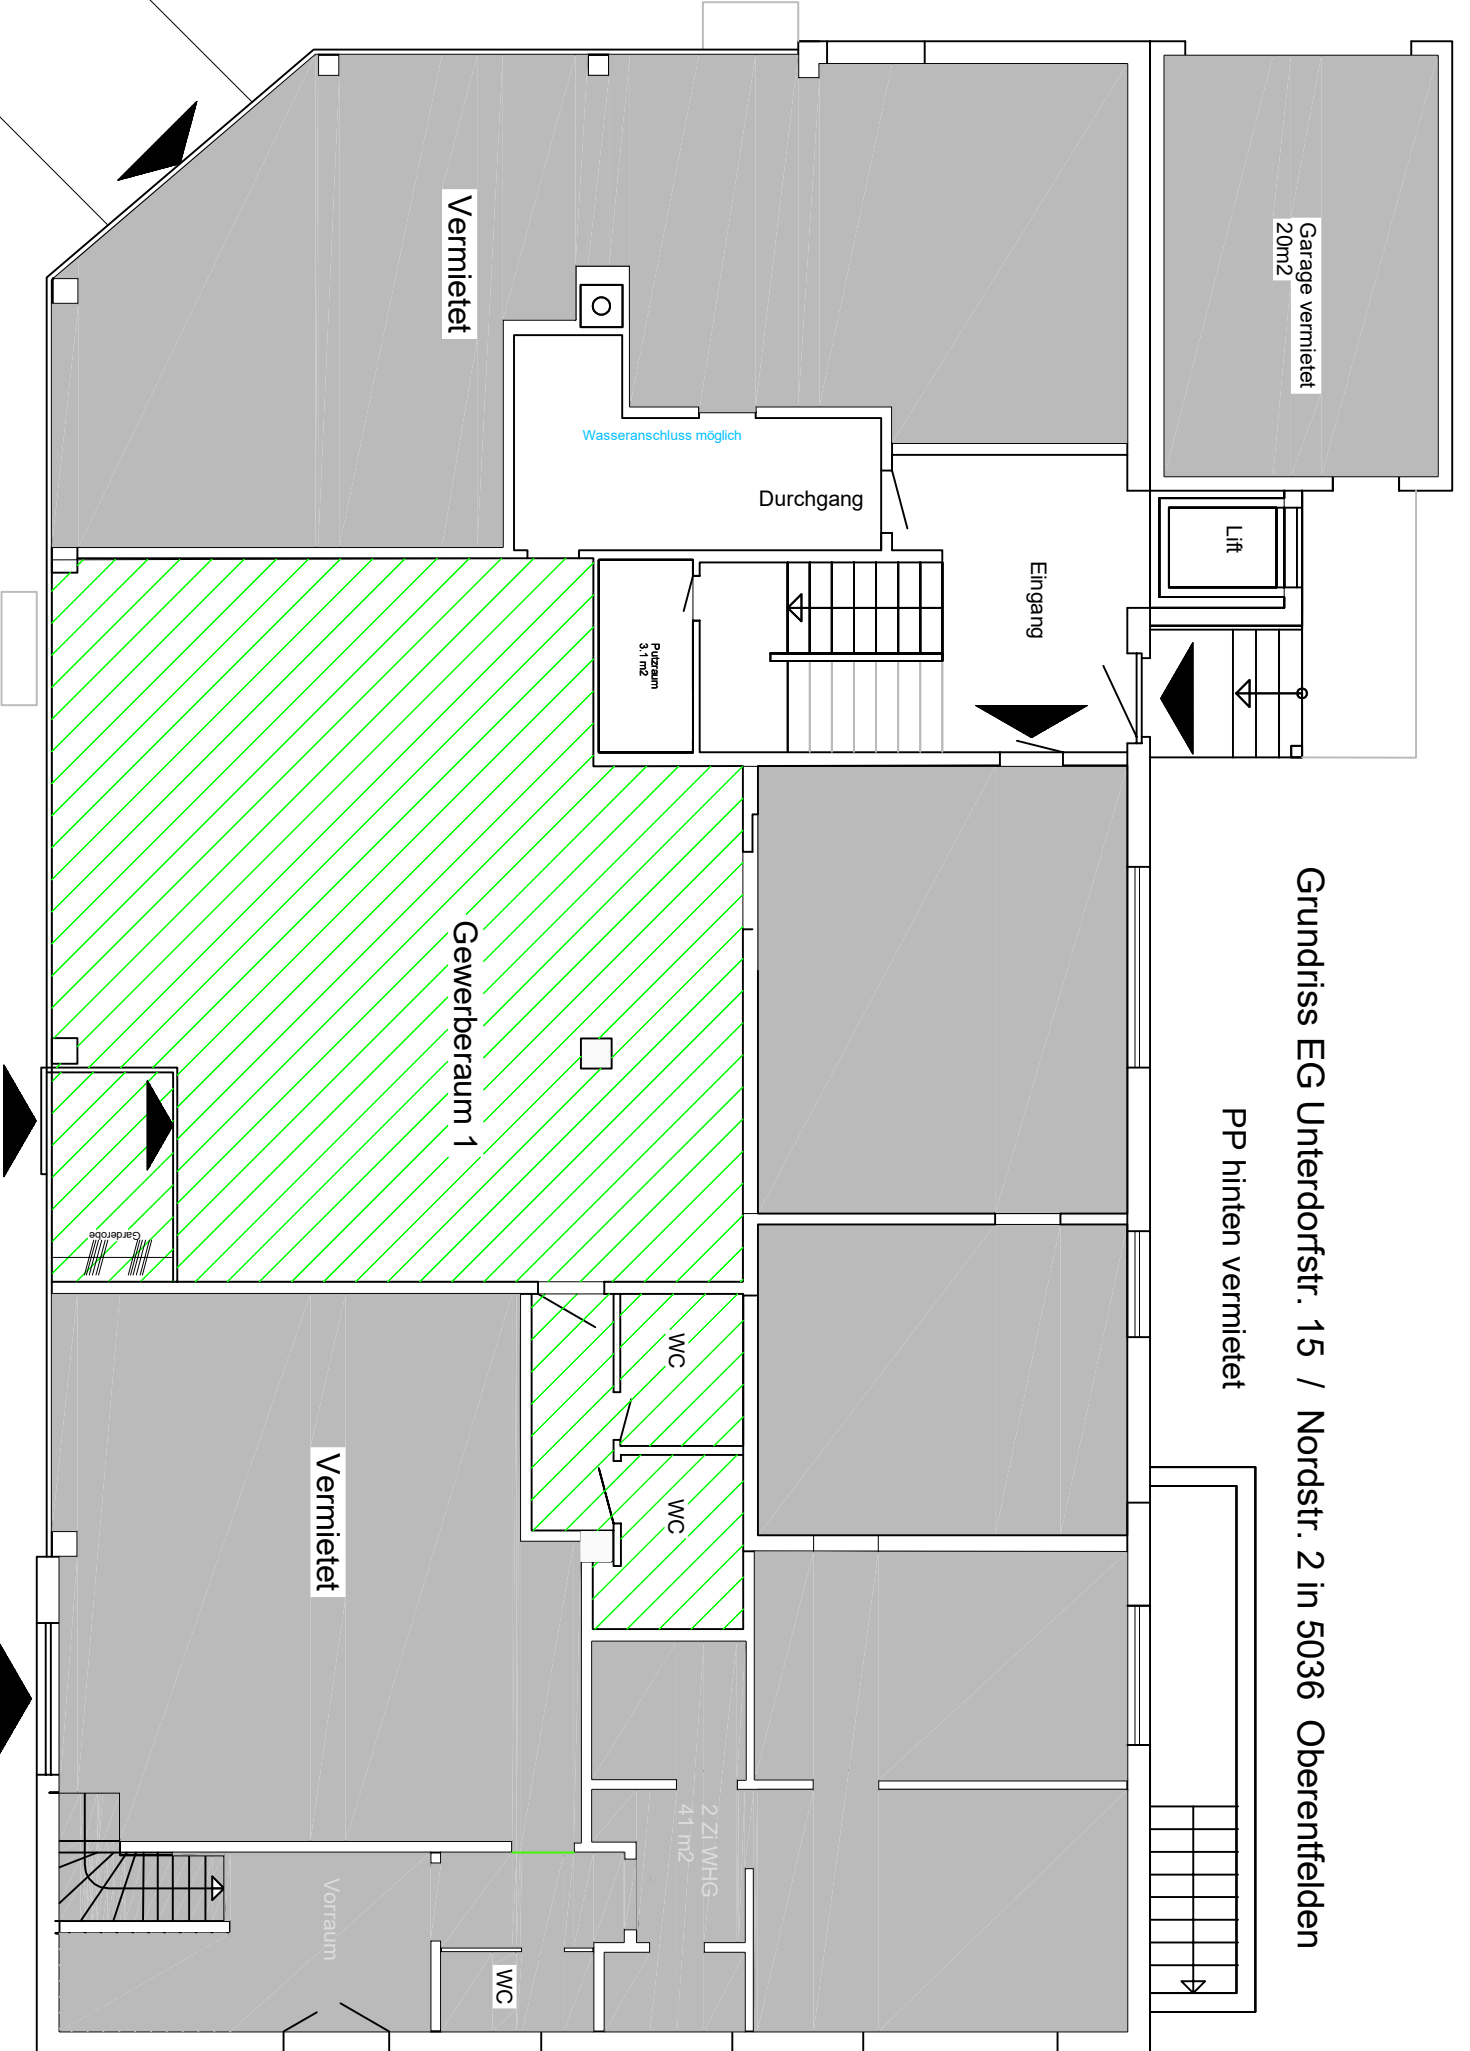 Grundriss EG Unterdorfstr. 15 / Nordstr. 2 in 5036 Oberentfelden
PP hinten vermietet
Garage vermietet
20m2
Lift
Eingang
Durchgang
Wasseranschluss möglich
Vermietet
Putzraum
3.1 m2
Gewerberaum 1
Garderobe
WC
WC
Vermietet
2 Zi WHG
41 m2
Vorraum
WC